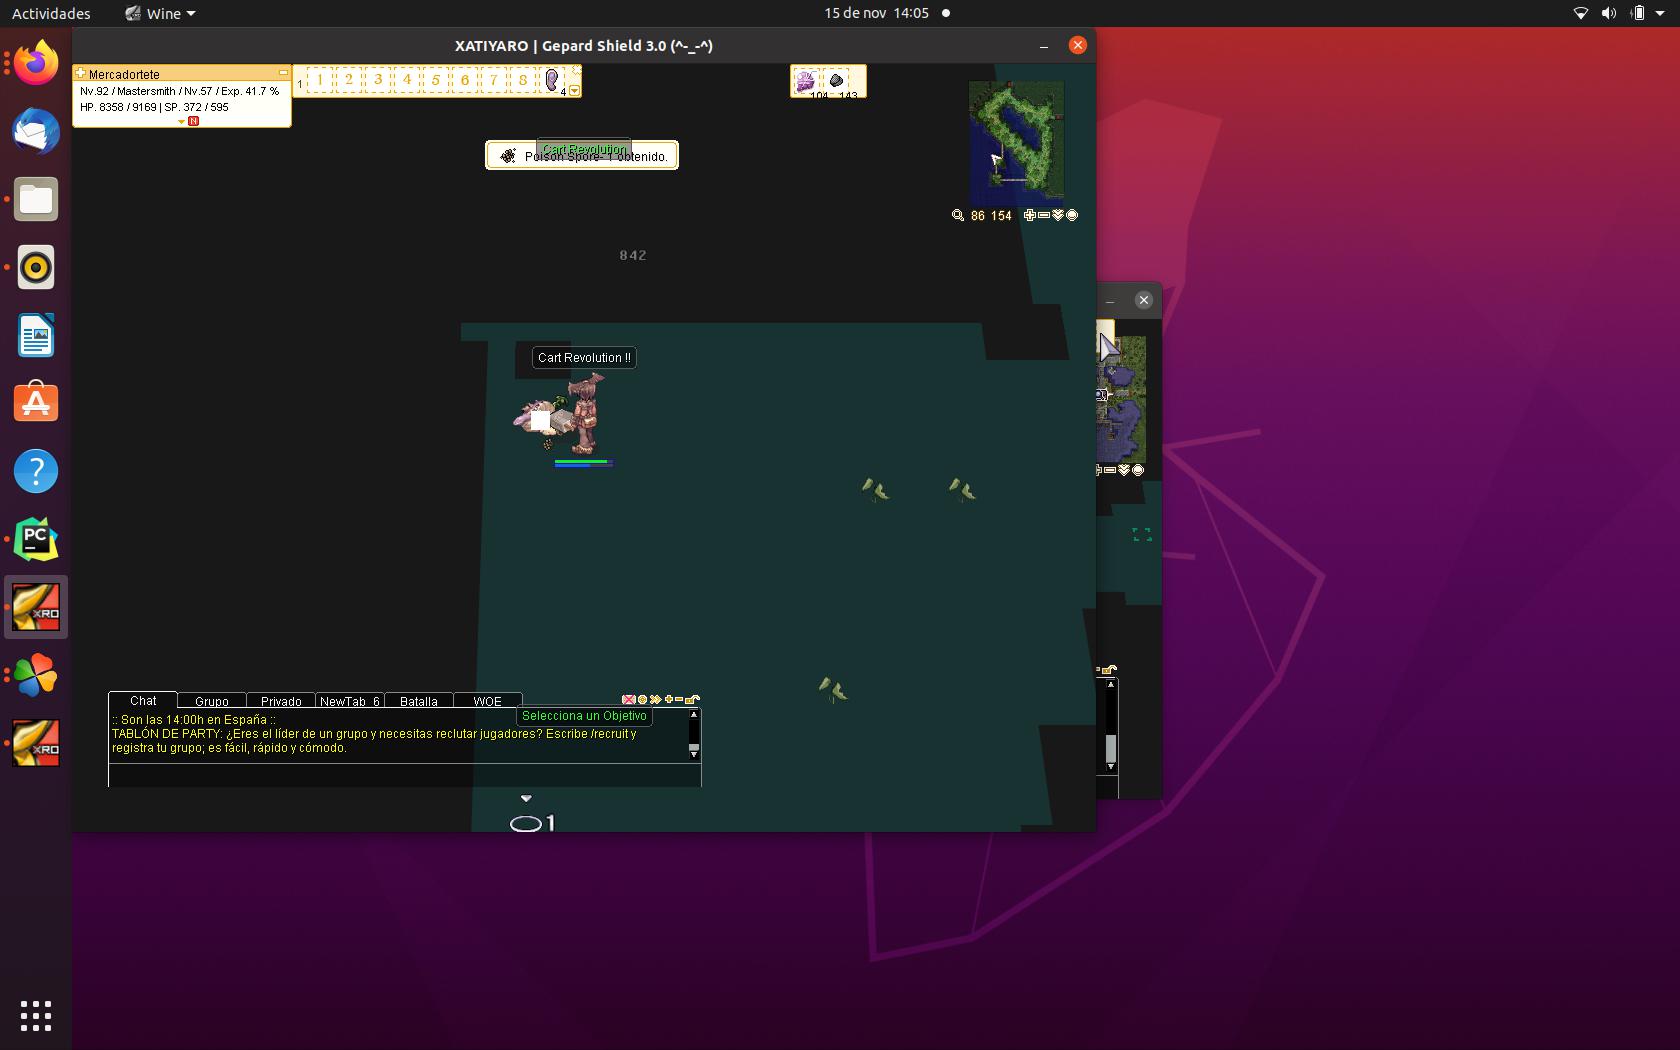 Actividades
Wine
15 de nov 14:05
XATIYARO | Gepard Shield 3.0 (^-_-^)
Mercadortete
Nv.92 / Mastersmith / Nv.57 / Exp. 41.7 %
HP. 8358 / 9169 | SP. 372 / 595
N
1
1 2 3 4 5 6 7 8
4
104 143
Cart Revolution
Poison Spore- 1 obtenido.
86 154
842
Cart Revolution !!
PC
XRO
XRO
Chat Grupo Privado NewTab_6 Batalla WOE
Selecciona un Objetivo
:: Son las 14:00h en España ::
TABLÓN DE PARTY: ¿Eres el líder de un grupo y necesitas reclutar jugadores? Escribe /recruit y
registra tu grupo; es fácil, rápido y cómodo.
1